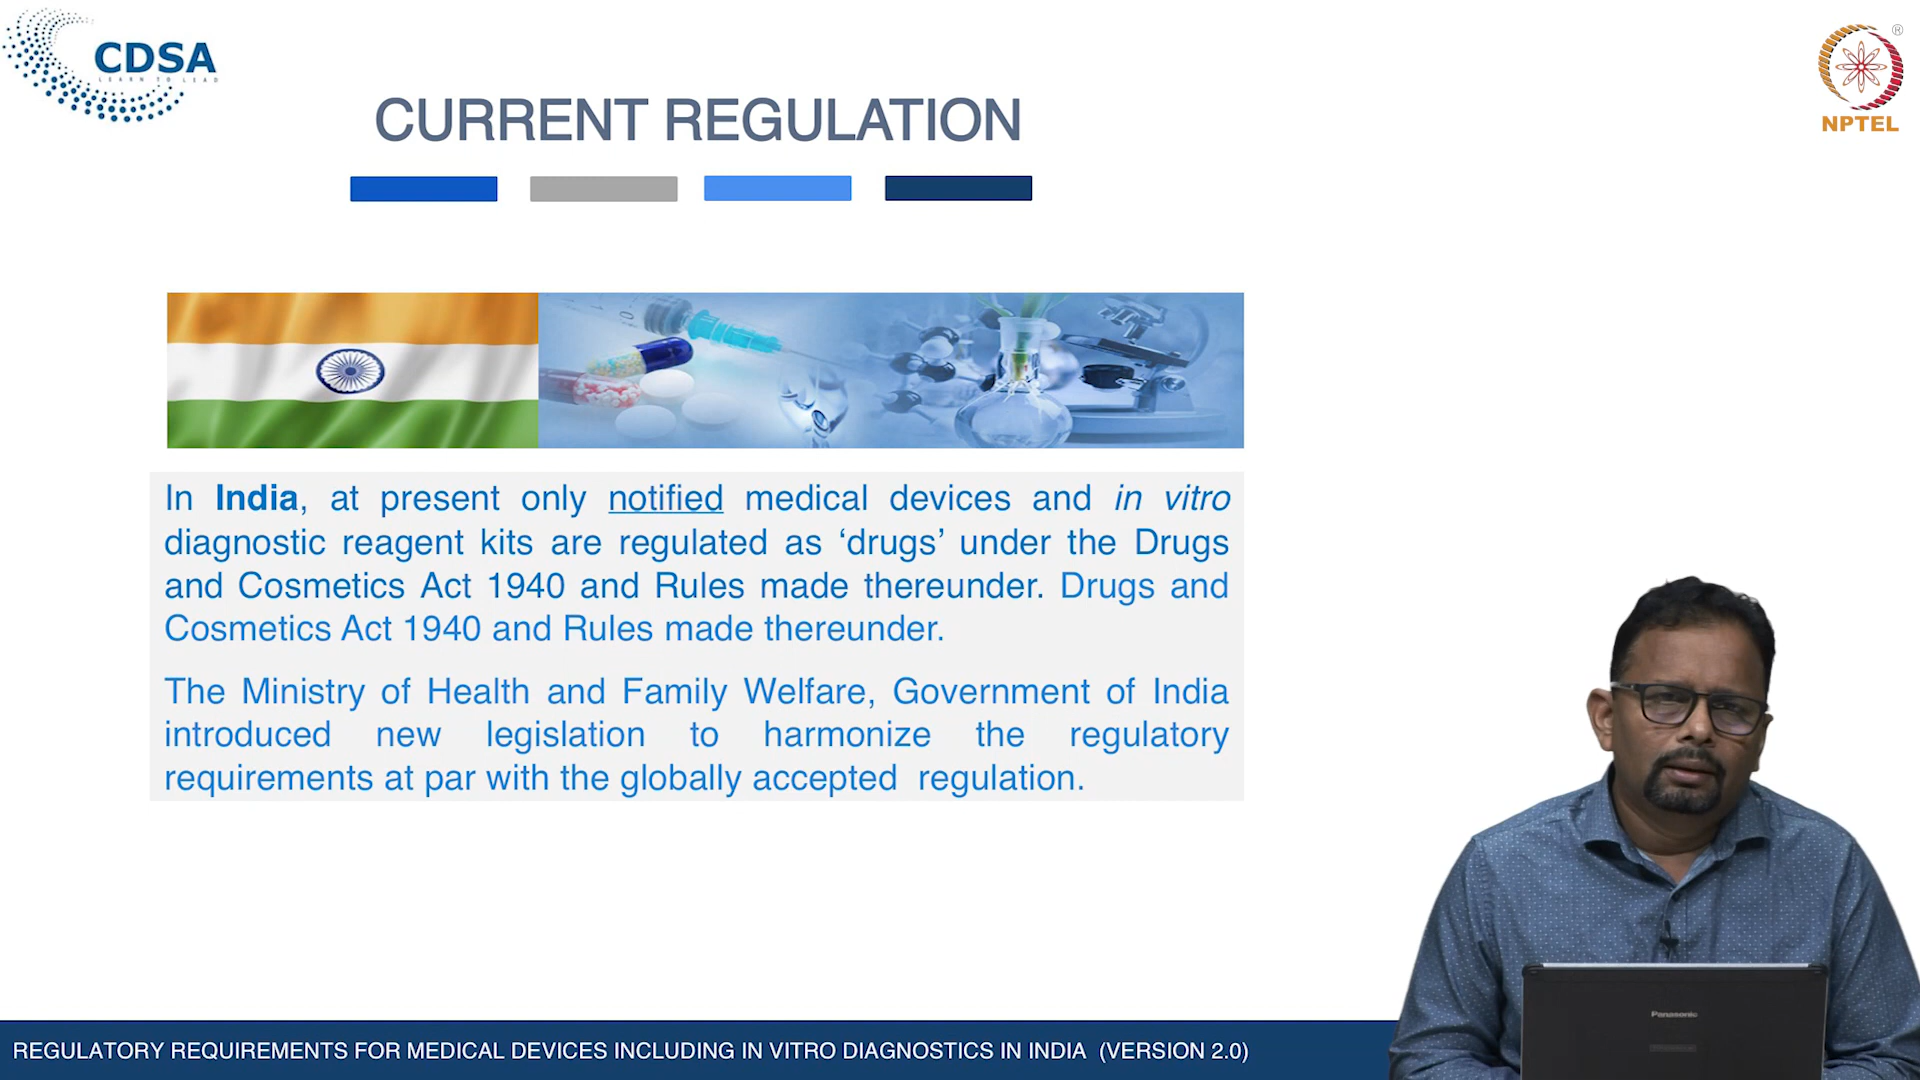 CDSA
LEARN TO LEAD
®
NPTEL
CURRENT REGULATION
In India, at present only notified medical devices and in vitro
diagnostic reagent kits are regulated as ‘drugs’ under the Drugs
and Cosmetics Act 1940 and Rules made thereunder. Drugs and
Cosmetics Act 1940 and Rules made thereunder.
The Ministry of Health and Family Welfare, Government of India
introduced new legislation to harmonize the regulatory
requirements at par with the globally accepted regulation.
Panasonic
REGULATORY REQUIREMENTS FOR MEDICAL DEVICES INCLUDING IN VITRO DIAGNOSTICS IN INDIA (VERSION 2.0)